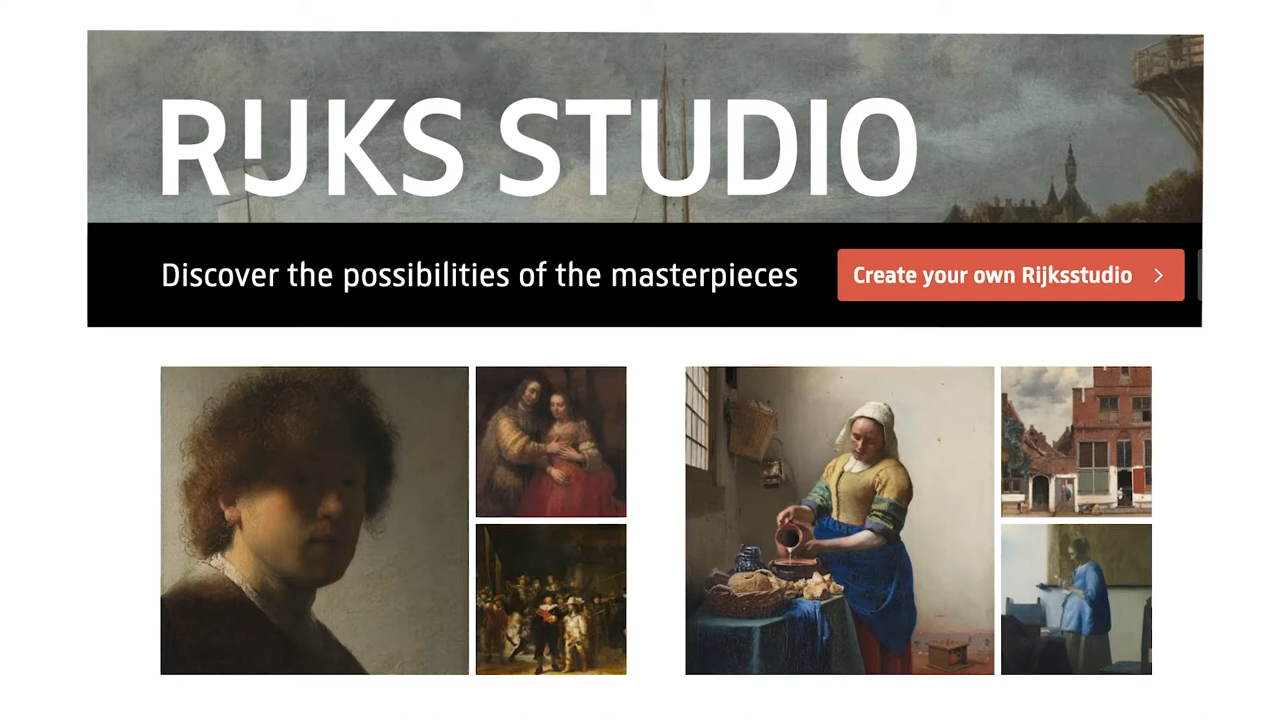 RIJKS STUDIO
Discover the possibilities of the masterpieces
Create your own Rijksstudio